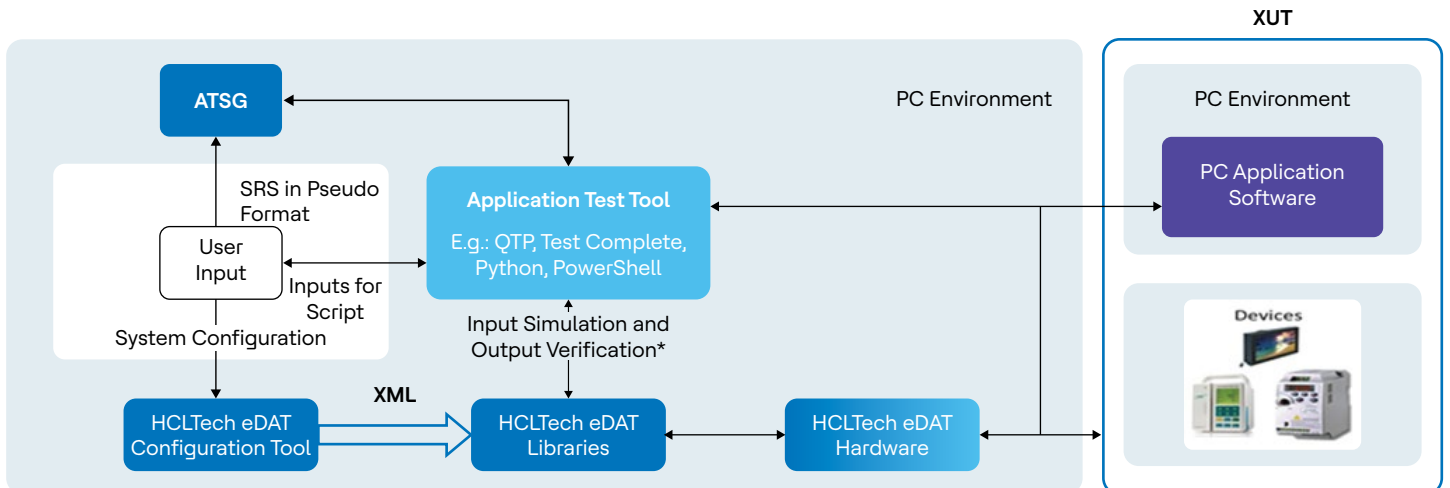 XUT
ATSG
PC Environment
PC Environment
PC Application
Software
SRS in Pseudo
Format
Application Test Tool
E.g.: QTP, Test Complete,
Python, PowerShell
User
Input
Inputs for
Script
System Configuration
Input Simulation and
Output Verification*
Devices
XML
HCLTech eDAT
Configuration Tool
HCLTech eDAT
Libraries
HCLTech eDAT
Hardware